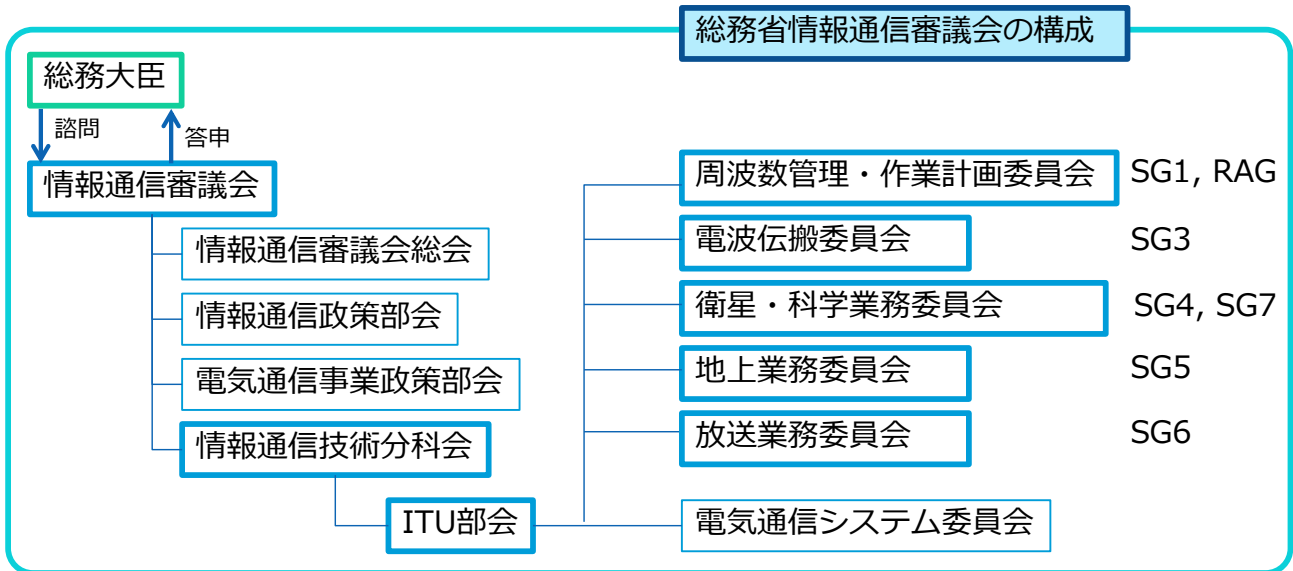 総務省情報通信審議会の構成
総務大臣
諮問
答申
情報通信審議会
情報通信審議会総会
情報通信政策部会
電気通信事業政策部会
情報通信技術分科会
ITU部会
周波数管理・作業計画委員会 SG1, RAG
電波伝搬委員会 SG3
衛星・科学業務委員会 SG4, SG7
地上業務委員会 SG5
放送業務委員会 SG6
電気通信システム委員会